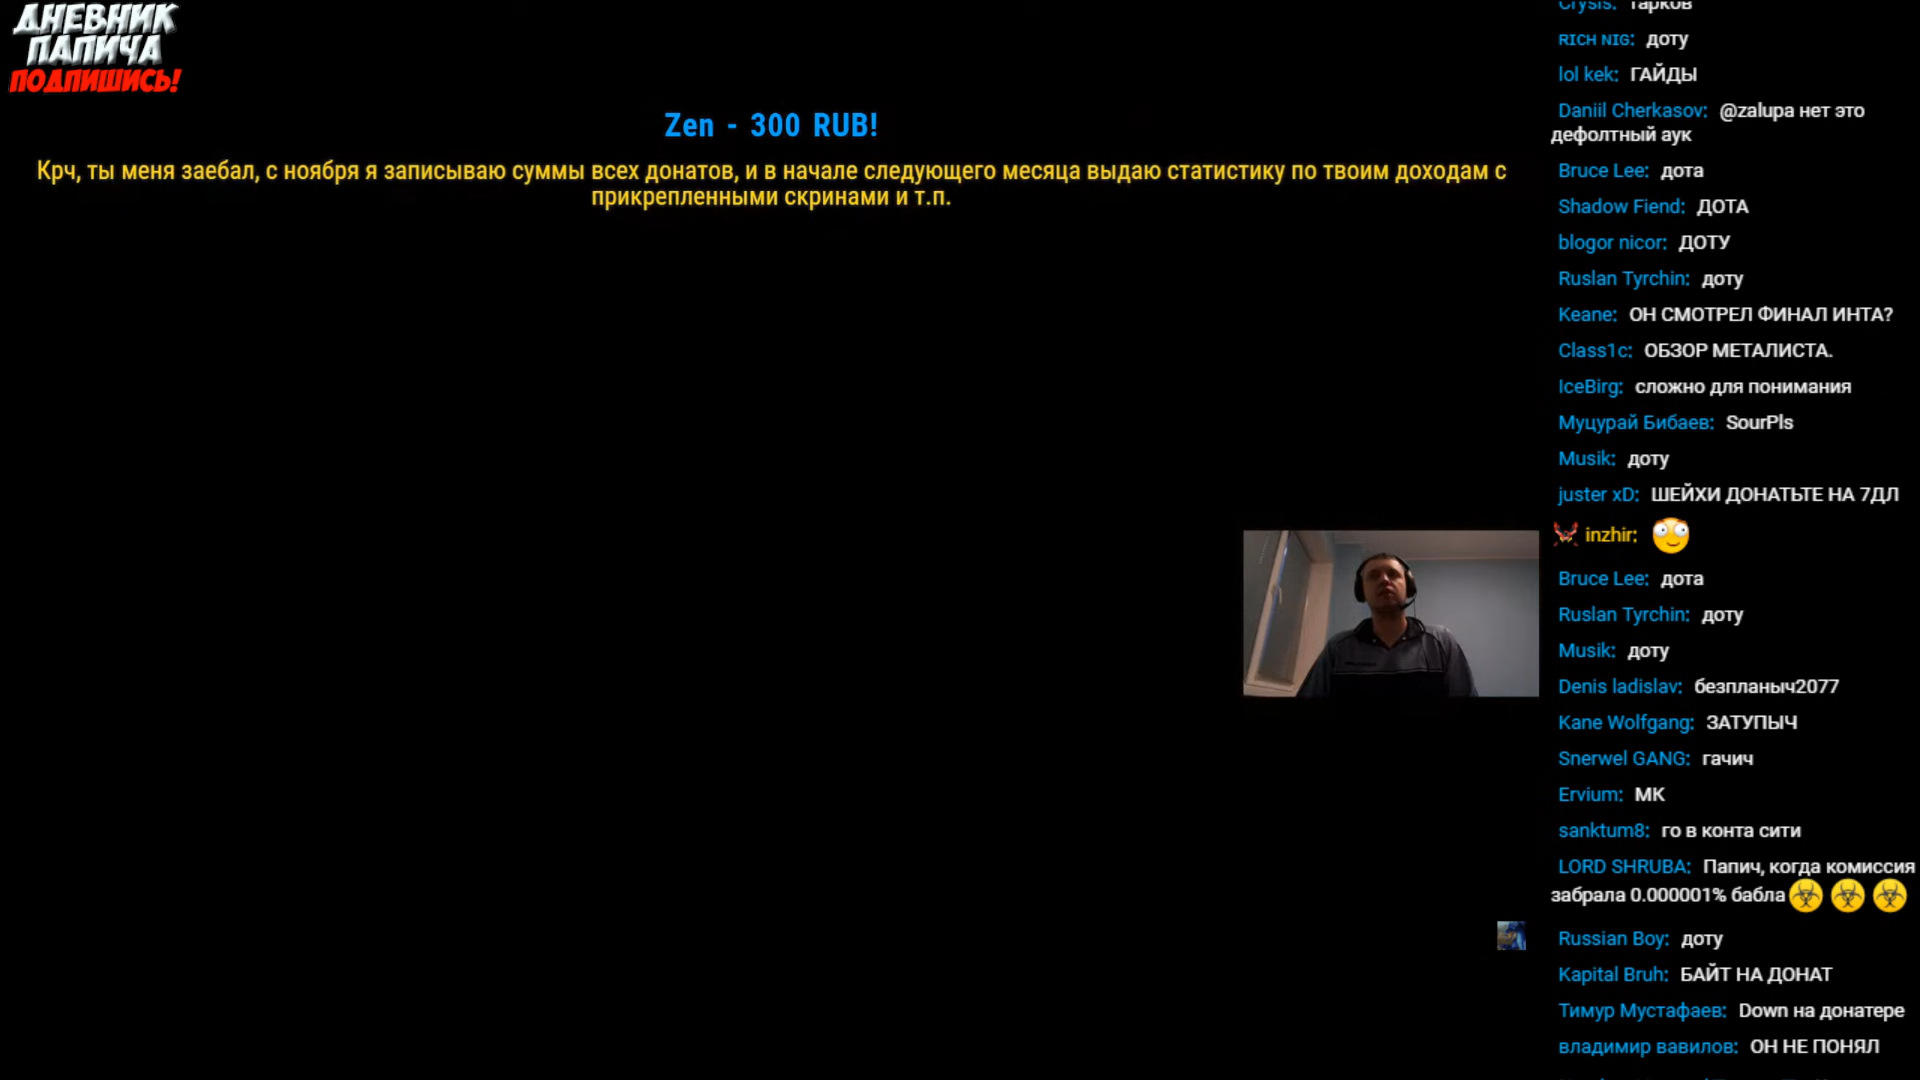 ДНЕВНИК
ПАПИЧА
ПОДПИШИСЬ!
Zen - 300 RUB!
Крч, ты меня заебал, с ноября я записываю суммы всех донатов, и в начале следующего месяца выдаю статистику по твоим доходам с
прикрепленными скринами и т.п.
Crysis: тарков
RICH NIG: доту
lol kek: ГАЙДЫ
Daniil Cherkasov: @zalupa нет это
дефолтный аук
Bruce Lee: дота
Shadow Fiend: ДОТА
blogor nicor: ДОТУ
Ruslan Tyrchin: доту
Keane: ОН СМОТРЕЛ ФИНАЛ ИНТА?
Class1c: ОБЗОР МЕТАЛИСТА.
IceBirg: сложно для понимания
Муцурай Бибаев: SourPls
Musik: доту
juster xD: ШЕЙХИ ДОНАТЬТЕ НА 7ДЛ
inzhir:
Bruce Lee: дота
Ruslan Tyrchin: доту
Musik: доту
Denis ladislav: безпланыч2077
Kane Wolfgang: ЗАТУПЫЧ
Snerwel GANG: гачич
Ervium: МК
sanktum8: го в конта сити
LORD SHRUBA: Папич, когда комиссия
забрала 0.000001% бабла
Russian Boy: доту
Kapital Bruh: БАЙТ НА ДОНАТ
Тимур Мустафаев: Down на донатере
владимир вавилов: ОН НЕ ПОНЯЛ